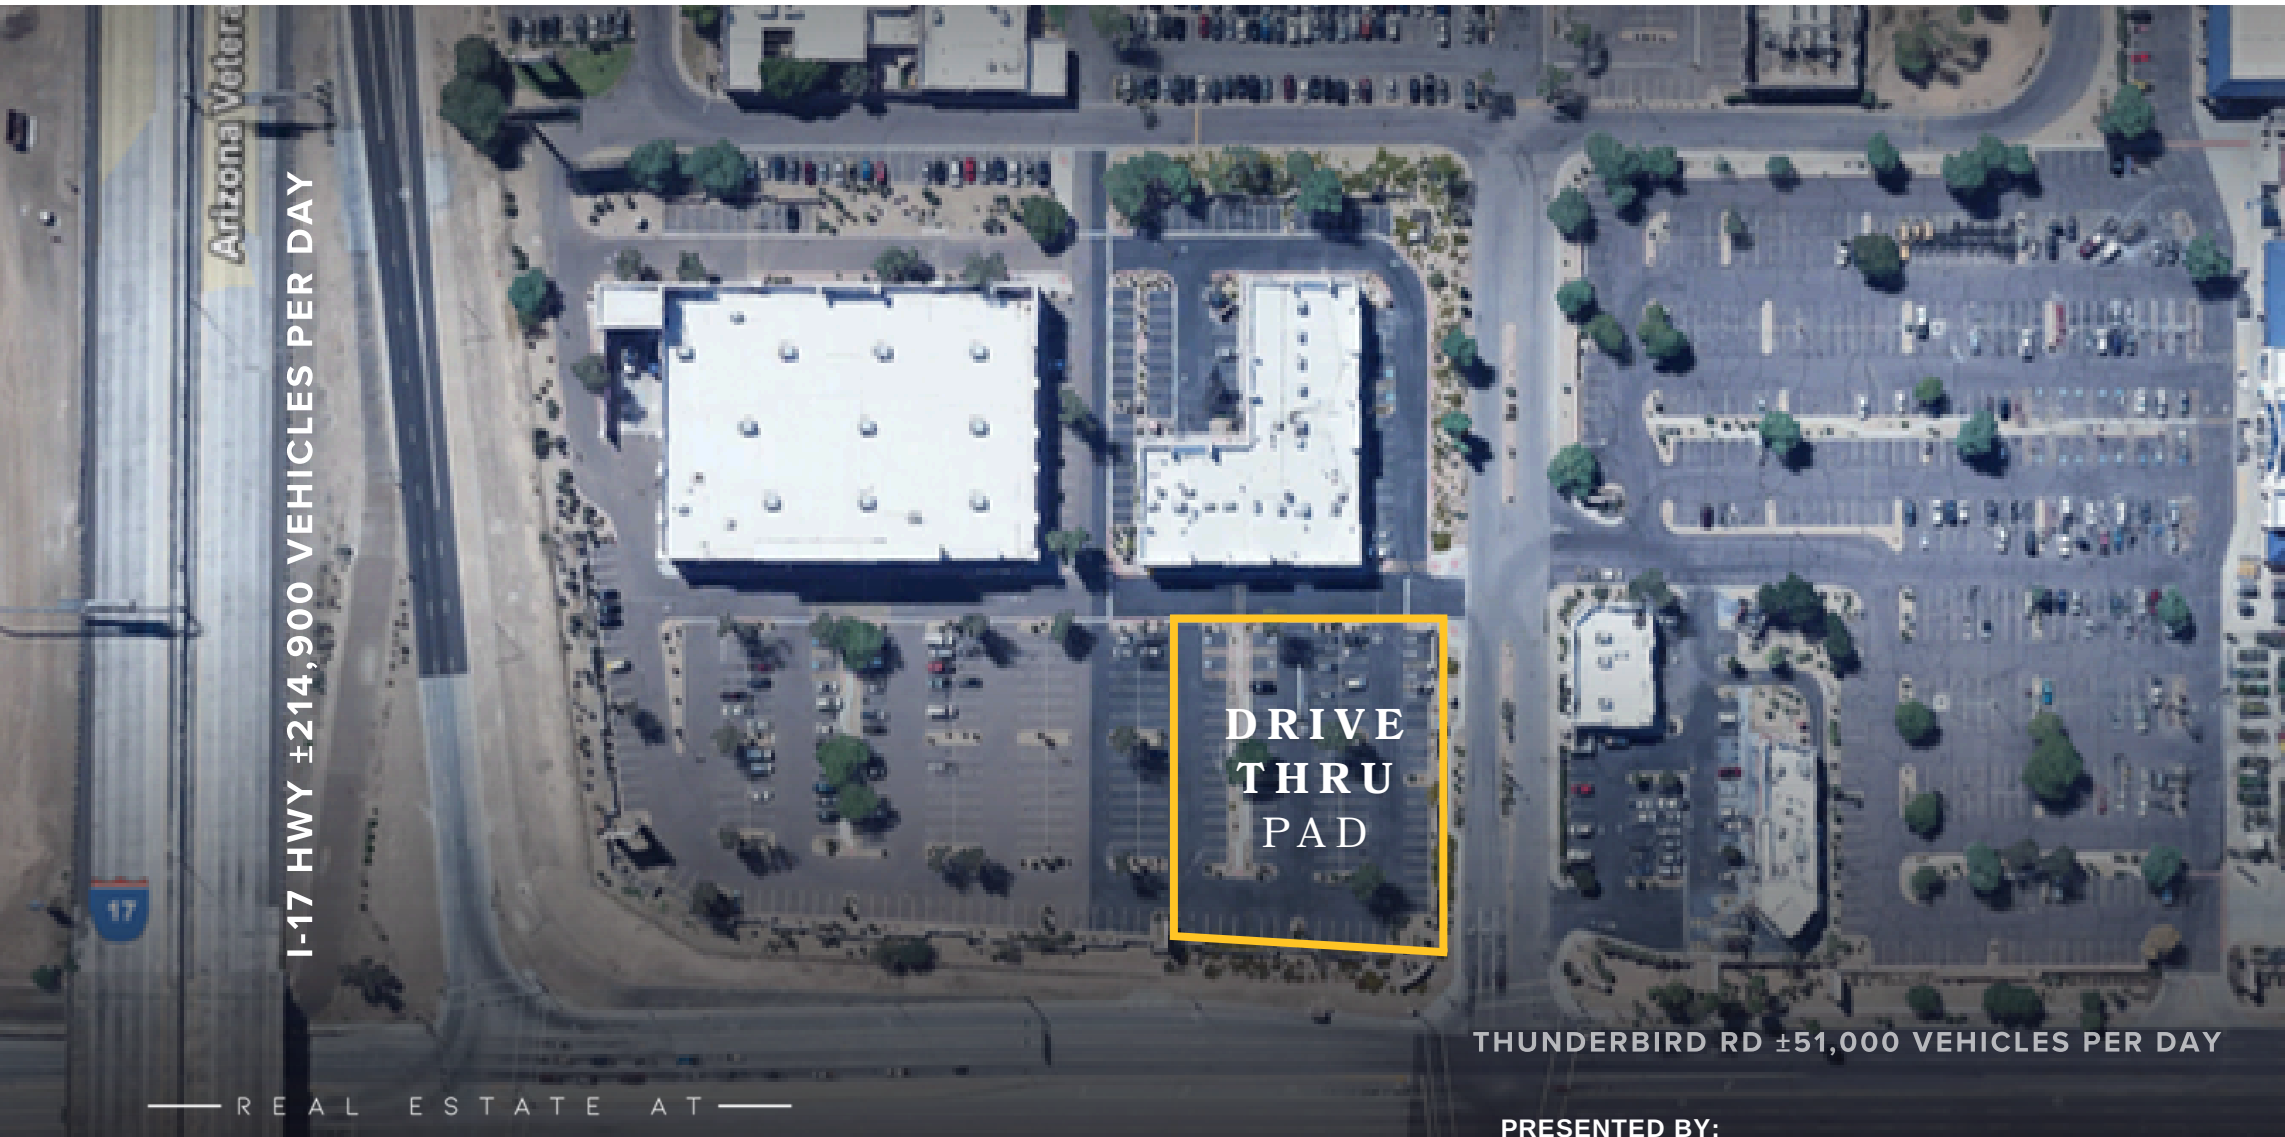 Arizona Vetera
I-17 HWY ±214,900 VEHICLES PER DAY
17
DRIVE
THRU
PAD
THUNDERBIRD RD ±51,000 VEHICLES PER DAY
REAL ESTATE AT
PRESENTED BY: